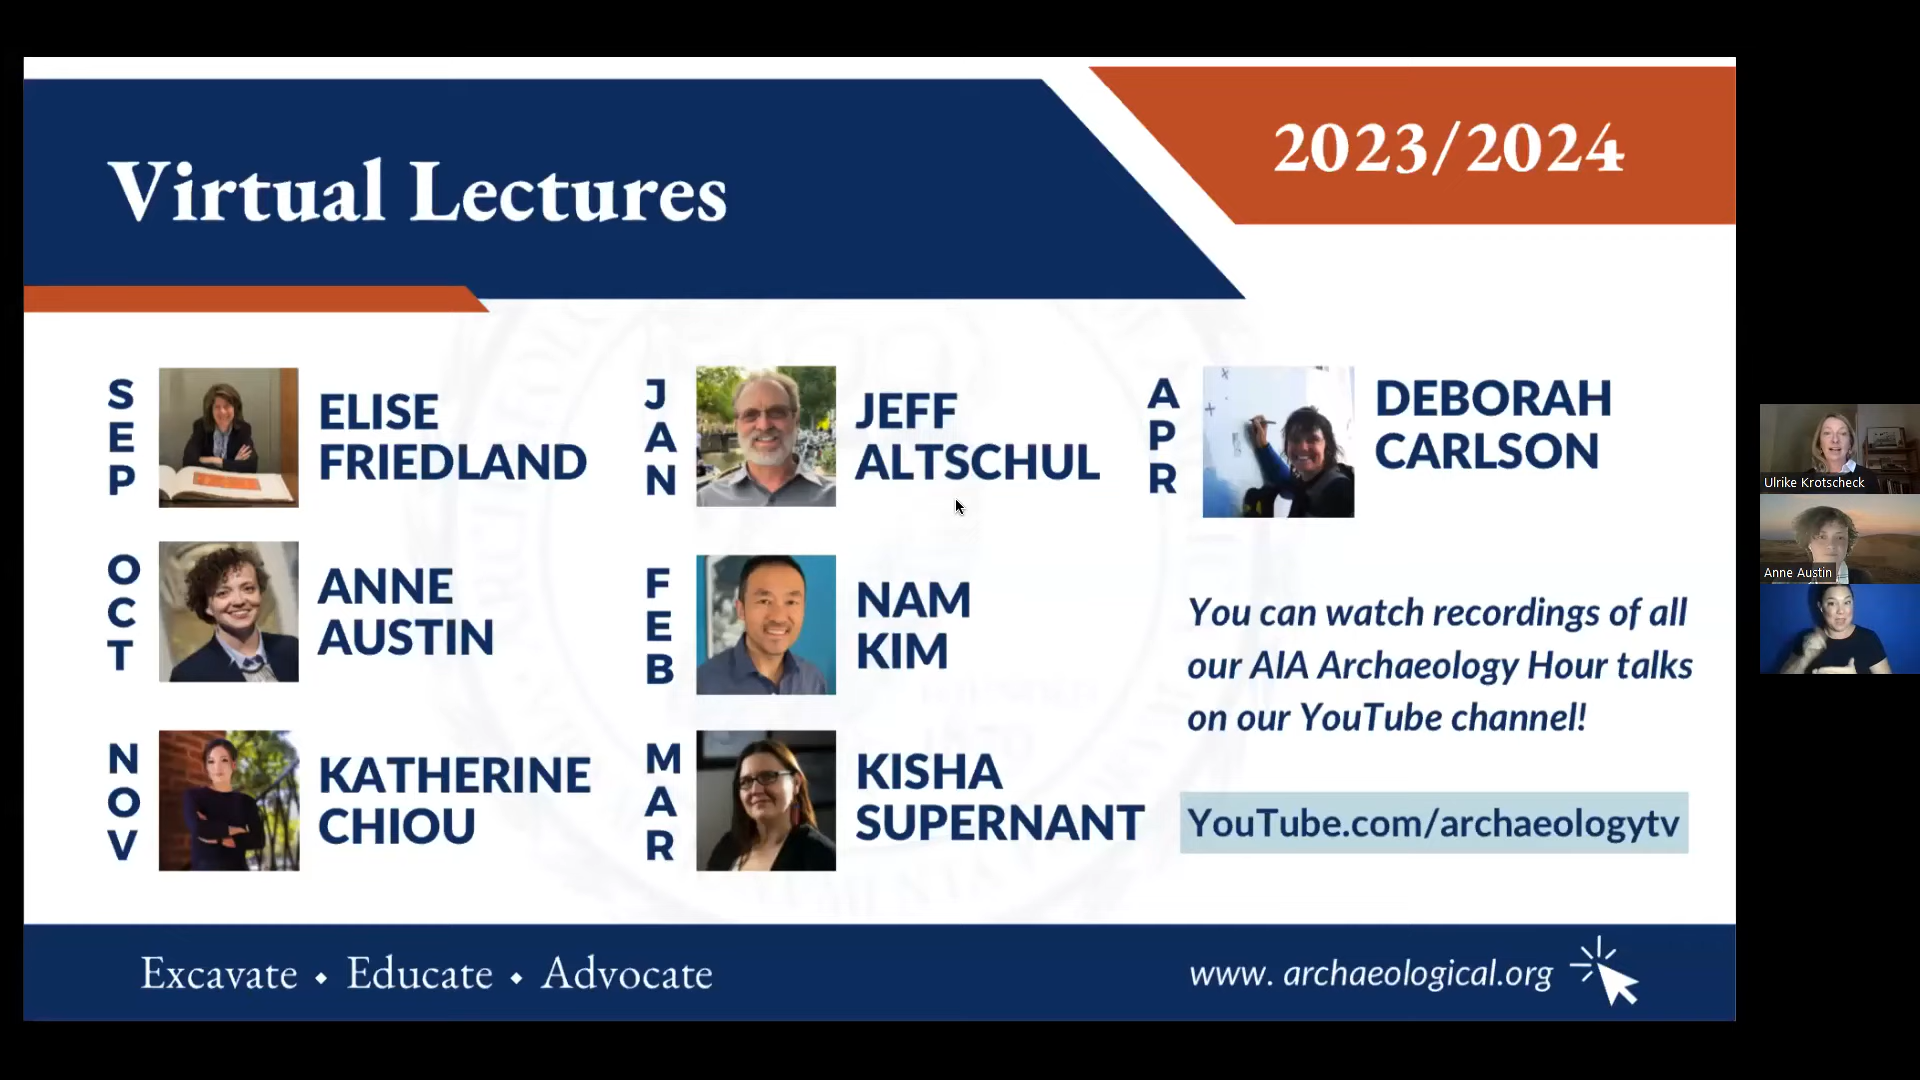 Virtual Lectures
2023/2024
SEP
ELISE
FRIEDLAND
OCT
ANNE
AUSTIN
NOV
KATHERINE
CHIOU
JAN
JEFF
ALTSCHUL
FEB
NAM
KIM
MAR
KISHA
SUPERNANT
APR
DEBORAH
CARLSON
You can watch recordings of all
our AIA Archaeology Hour talks
on our YouTube channel!
YouTube.com/archaeologytv
Excavate • Educate • Advocate
www. archaeological.org
Ulrike Krotscheck
Anne Austin